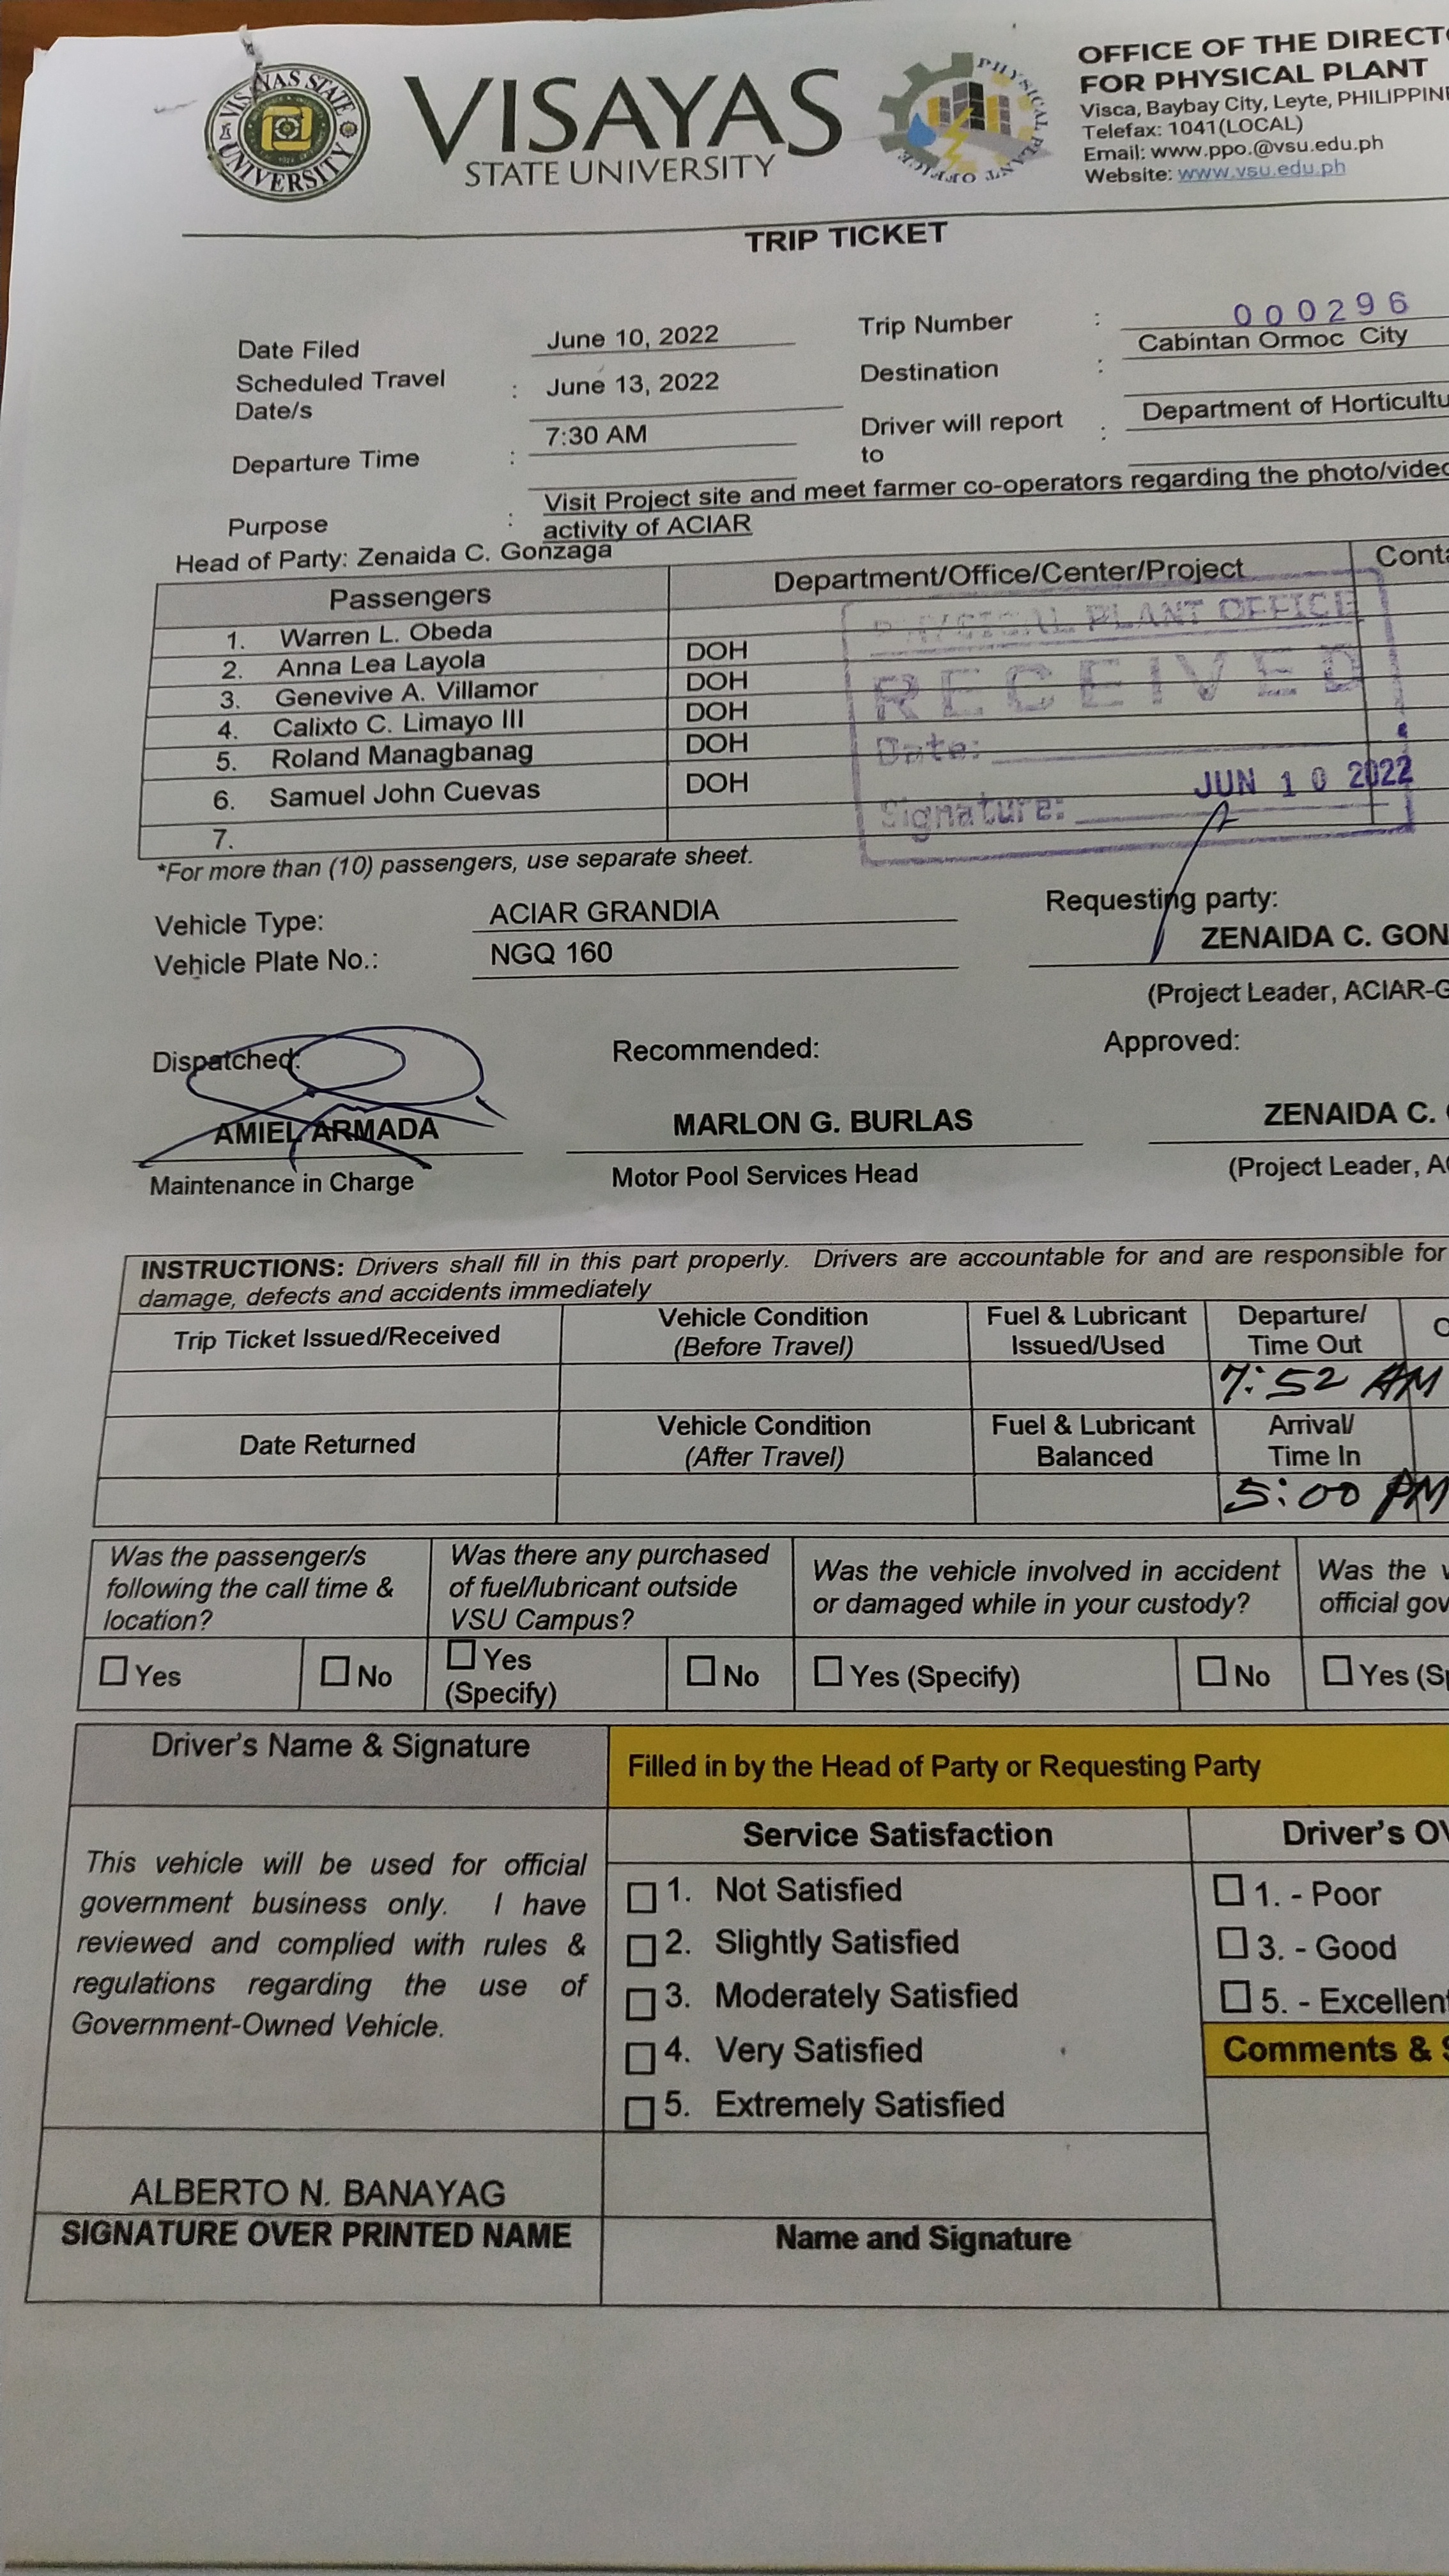 VISAYAS STATE UNIVERSITY
VISAYAS
STATE UNIVERSITY
PHYSICAL PLANT OFFICE
OFFICE OF THE DIRECTO
FOR PHYSICAL PLANT
Visca, Baybay City, Leyte, PHILIPPINE
Telefax: 1041(LOCAL)
Email: www.ppo.@vsu.edu.ph
Website: www.vsu.edu.ph
TRIP TICKET
Date Filed June 10, 2022 Trip Number : 000296
Scheduled Travel Date/s : June 13, 2022 Destination : Cabintan Ormoc City
Departure Time : 7:30 AM Driver will report to : Department of Horticultu
Purpose : Visit Project site and meet farmer co-operators regarding the photo/video
activity of ACIAR
Head of Party: Zenaida C. Gonzaga
Passengers Department/Office/Center/Project Conta
1. Warren L. Obeda
2. Anna Lea Layola DOH
3. Genevive A. Villamor DOH
4. Calixto C. Limayo III DOH
5. Roland Managbanag DOH
6. Samuel John Cuevas DOH
7.
PHYSICAL PLANT OFFICE
RECEIVED
Date:
JUN 10 2022
Signature:
*For more than (10) passengers, use separate sheet.
Vehicle Type: ACIAR GRANDIA
Vehicle Plate No.: NGQ 160
Requesting party:
ZENAIDA C. GON
(Project Leader, ACIAR-G
Dispatched: Recommended: Approved:
AMIEL ARMADA MARLON G. BURLAS ZENAIDA C.
Maintenance in Charge Motor Pool Services Head (Project Leader, AC
INSTRUCTIONS: Drivers shall fill in this part properly. Drivers are accountable for and are responsible for
damage, defects and accidents immediately
Trip Ticket Issued/Received Vehicle Condition (Before Travel) Fuel & Lubricant Issued/Used Departure/ Time Out
7:52 AM
Date Returned Vehicle Condition (After Travel) Fuel & Lubricant Balanced Arrival/ Time In
5:00 PM
Was the passenger/s following the call time & location?
Was there any purchased of fuel/lubricant outside VSU Campus?
Was the vehicle involved in accident or damaged while in your custody?
Was the v
official gov
Yes No Yes (Specify) No Yes (Specify) No Yes (Sp
Driver's Name & Signature Filled in by the Head of Party or Requesting Party
Service Satisfaction Driver's OV
This vehicle will be used for official
government business only. I have
reviewed and complied with rules &
regulations regarding the use of
Government-Owned Vehicle.
1. Not Satisfied
2. Slightly Satisfied
3. Moderately Satisfied
4. Very Satisfied
5. Extremely Satisfied
1. - Poor
3. - Good
5. - Excellent
Comments & S
ALBERTO N. BANAYAG
SIGNATURE OVER PRINTED NAME Name and Signature